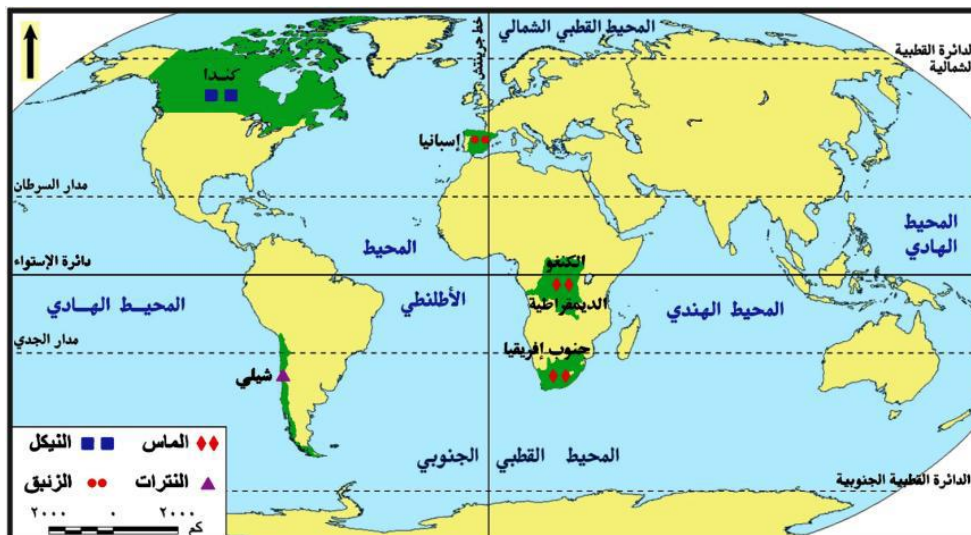 المحيط القطبي الشمالي
خط جرينتش
الدائرة القطبية
الشمالية
كندا
إسبانيا
مدار السرطان
المحيط
الهادي
المحيط
الأطلنطي
دائرة الإستواء
الكنغو
الديمقراطية
المحيط الهندي
المحيط الهادي
مدار الجدي
جنوب إفريقيا
شيلي
المحيط القطبي الجنوبي
الدائرة القطبية الجنوبية
الماس
النيكل
النترات
الزئبق
٢٠٠٠ ٠ ٢٠٠٠
كم